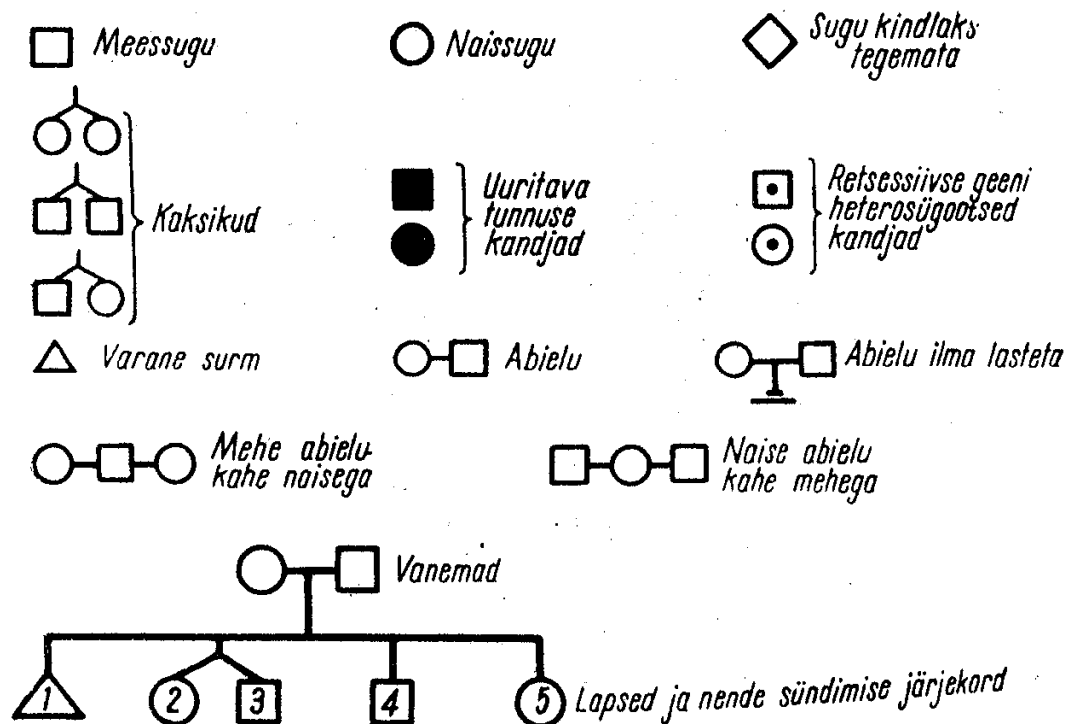 Meessugu
Naissugu
Sugu kindlaks
tegemata
Kaksikud
Uuritava
tunnuse
kandjad
Retsessiivse geeni
heterosügootsed
kandjad
Varane surm
Abielu
Abielu ilma lasteta
Mehe abielu
kahe naisega
Naise abielu
kahe mehega
Vanemad
1 2 3 4 5 Lapsed ja nende sündimise järjekord